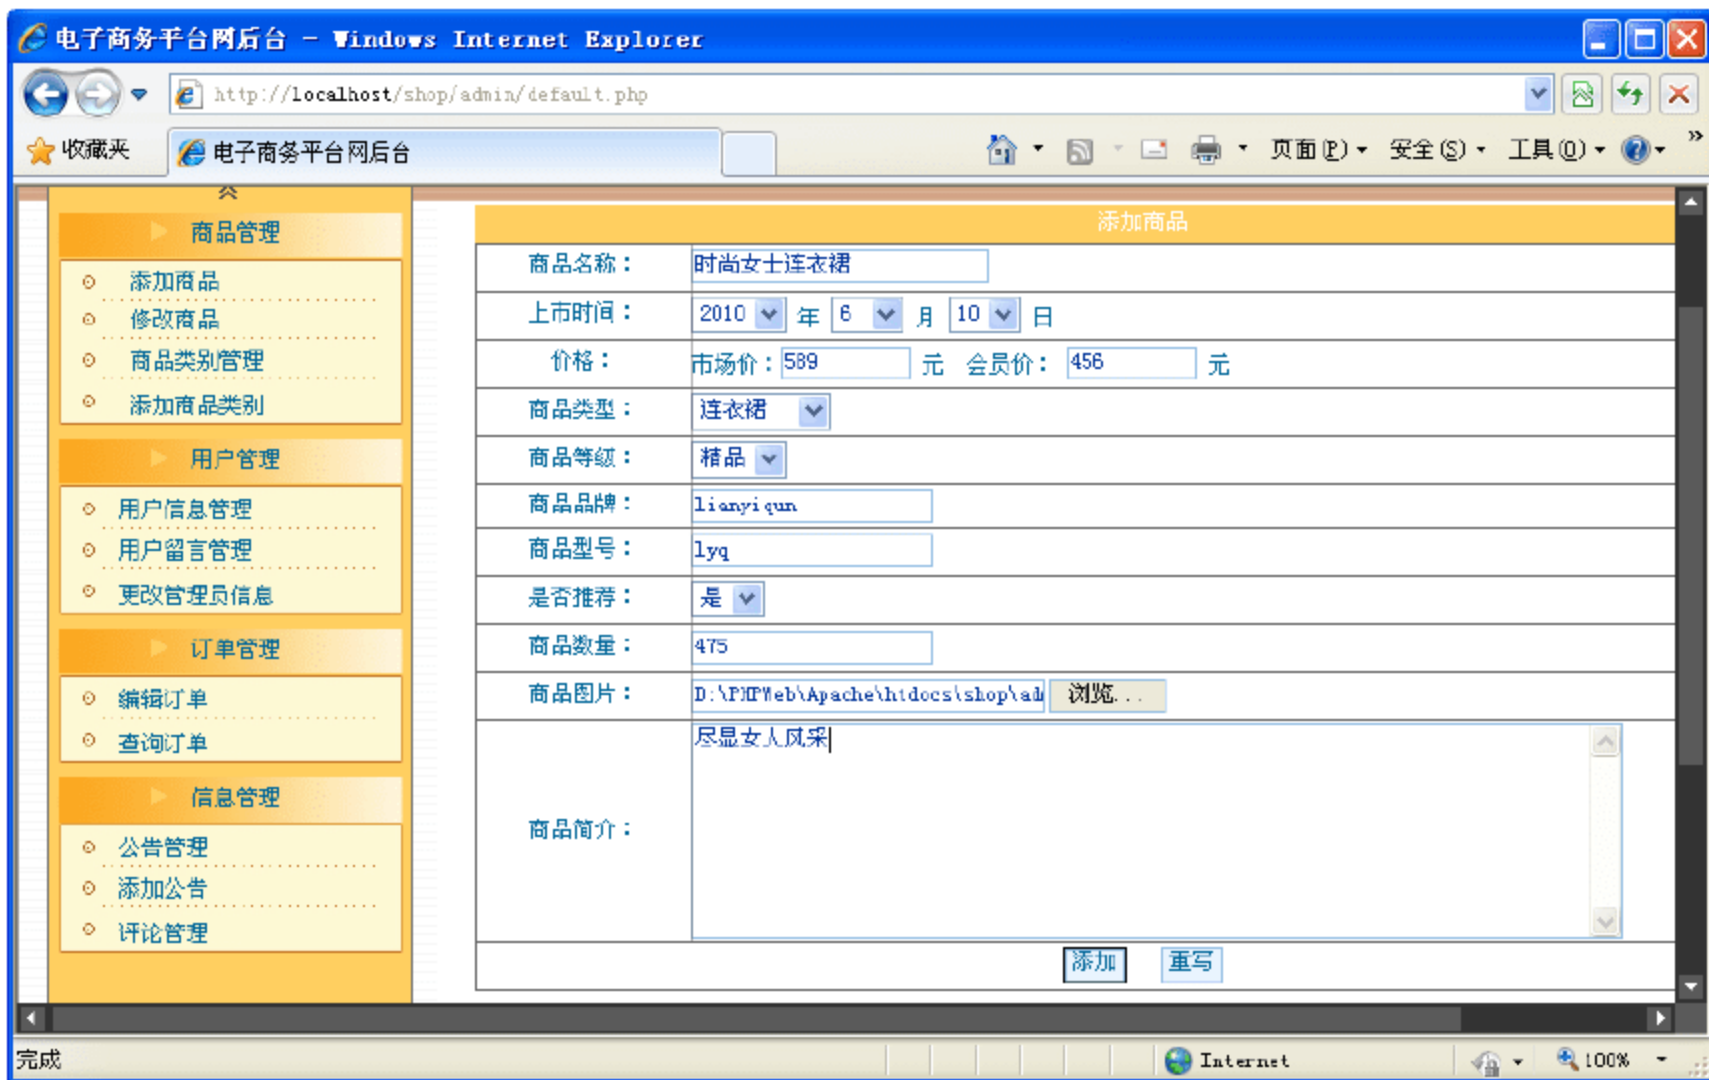 电子商务平台网后台 - Windows Internet Explorer
http://localhost/shop/admin/default.php
收藏夹
电子商务平台网后台
页面(P)
安全(S)
工具(O)
商品管理
添加商品
修改商品
商品类别管理
添加商品类别
用户管理
用户信息管理
用户留言管理
更改管理员信息
订单管理
编辑订单
查询订单
信息管理
公告管理
添加公告
评论管理
添加商品
商品名称： 时尚女士连衣裙
上市时间： 2010 年 6 月 10 日
价格： 市场价：589 元 会员价： 456 元
商品类型： 连衣裙
商品等级： 精品
商品品牌： lianyiqun
商品型号： lyq
是否推荐： 是
商品数量： 475
商品图片： D:\PHPWeb\Apache\htdocs\shop\ad 浏览...
商品简介： 尽显女人风采
添加 重写
完成
Internet
100%